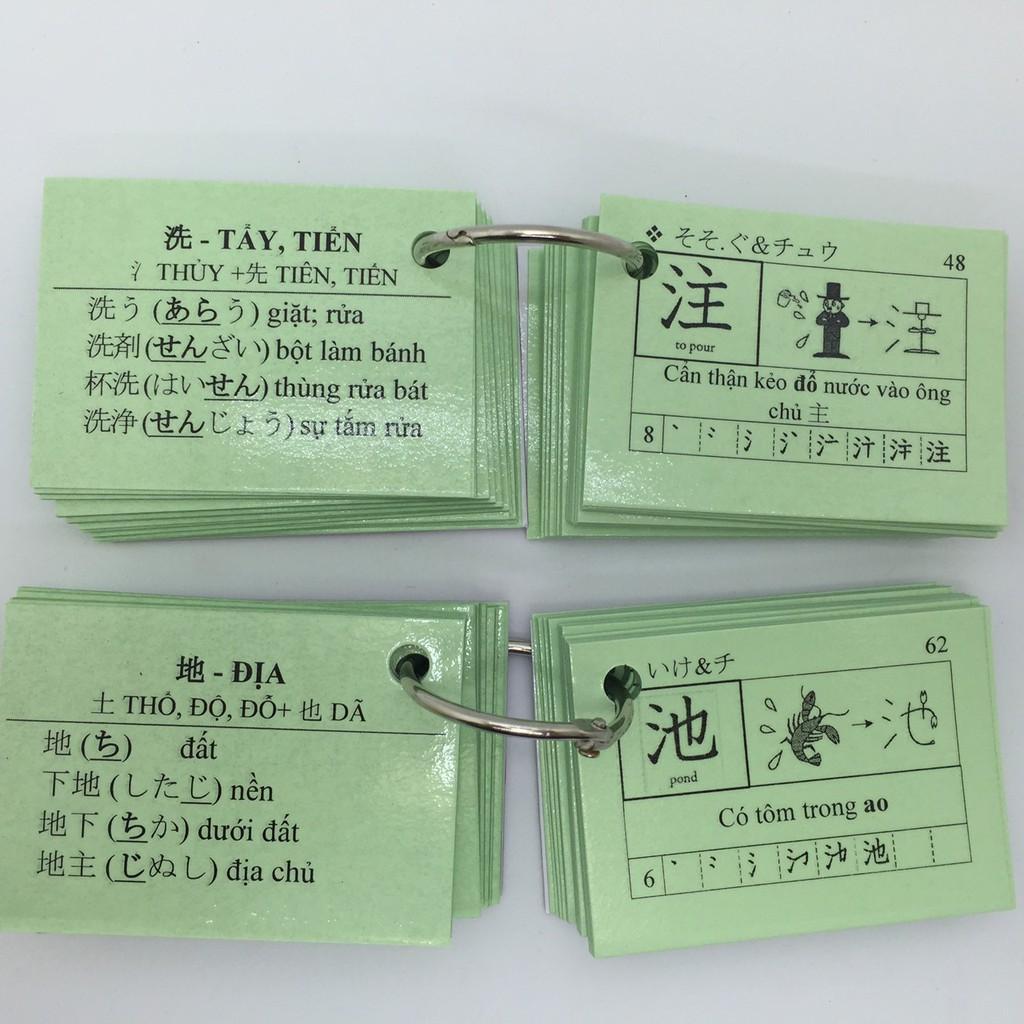 洗 - TẨY, TIỂN
氵 THỦY +先 TIÊN, TIẾN
洗う (あらう) giặt; rửa
洗剤(せんざい) bột làm bánh
杯洗(はいせん) thùng rửa bát
洗浄(せんじょう) sự tắm rửa
❖ そそ.ぐ&チュウ 48
注
to pour
Cẩn thận kẻo đổ nước vào ông
chủ 主
8
注
地 - ĐỊA
土 THỔ, ĐỘ, ĐỖ+ 也 DÃ
地 (ち) đất
下地 (したじ) nền
地下 (ちか) dưới đất
地主 (じぬし) địa chủ
いけ&チ 62
池
pond
Có tôm trong ao
6
池